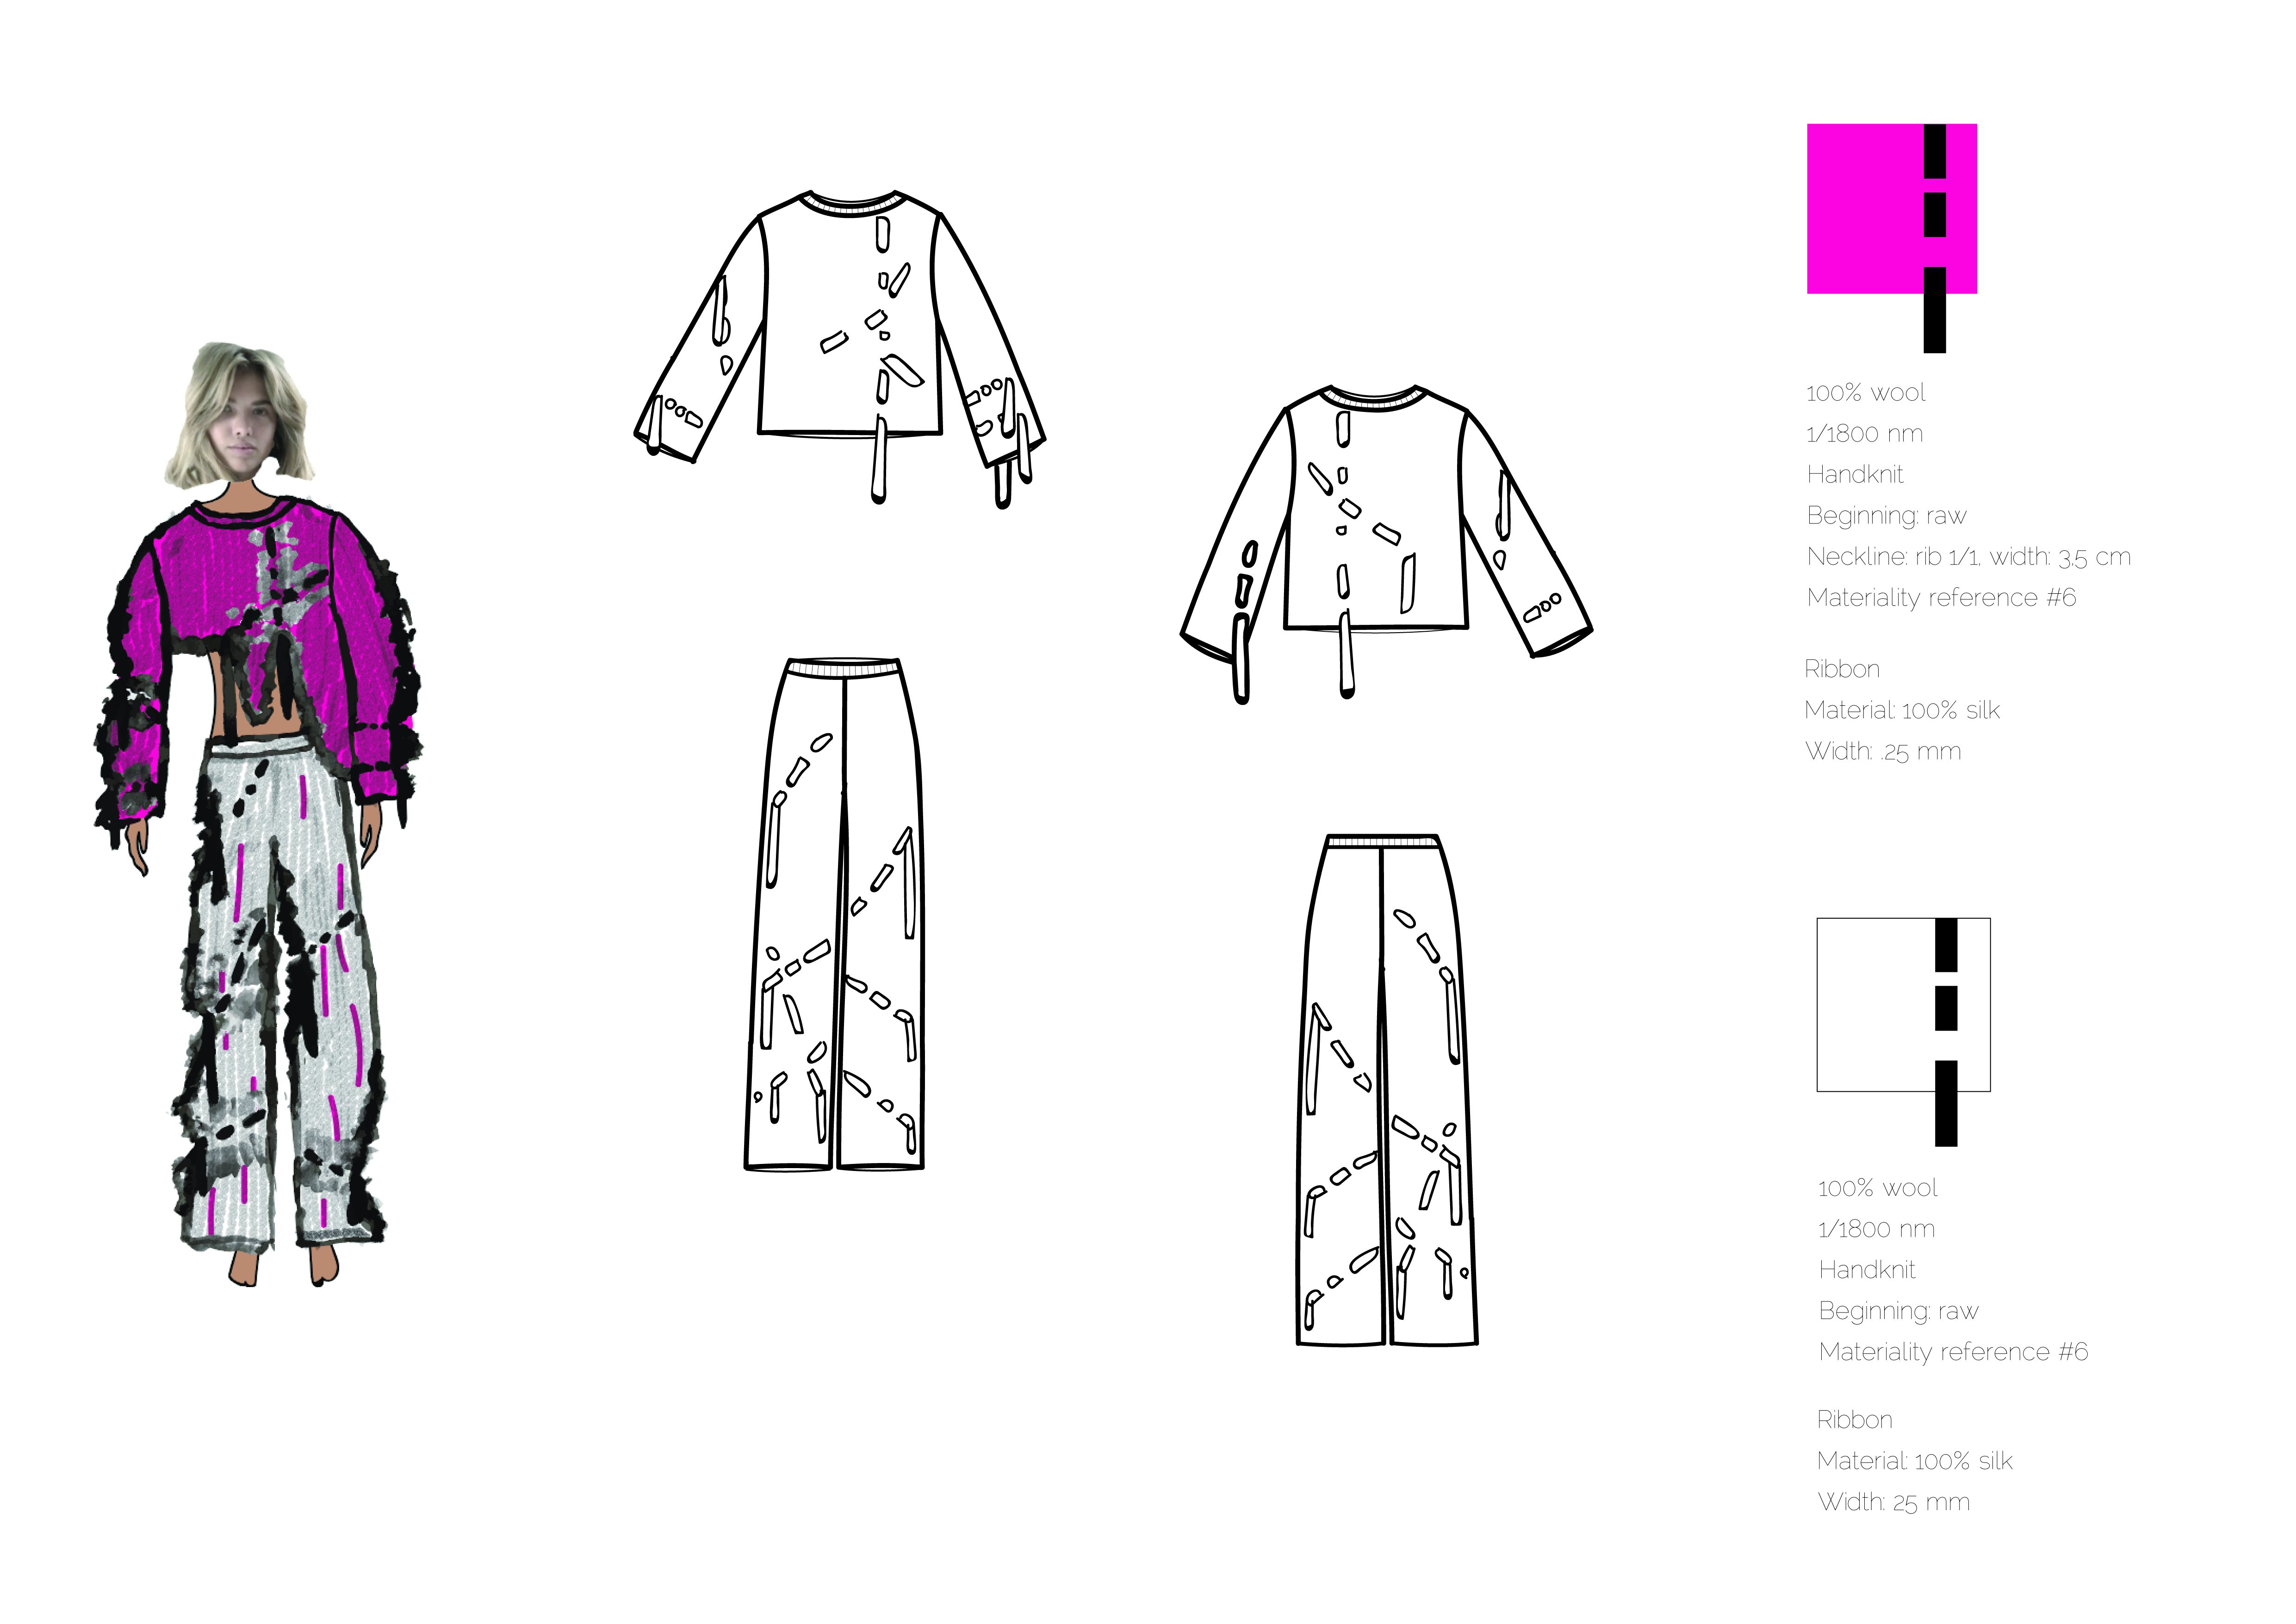 100% wool
1/1800 nm
Handknit
Beginning: raw
Neckline: rib 1/1, width: 3,5 cm
Materiality reference #6
Ribbon
Material: 100% silk
Width: .25 mm
100% wool
1/1800 nm
Handknit
Beginning: raw
Materiality reference #6
Ribbon
Material: 100% silk
Width: 25 mm